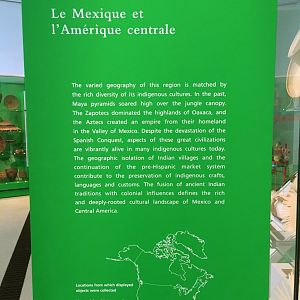 Le Mexique et
l'Amérique centrale
The varied geography of this region is matched by
the rich diversity of its indigenous cultures. In the past,
Maya pyramids soared high over the jungle canopy.
The Zapotecs dominated the highlands of Oaxaca, and
the Aztecs created an empire from their homeland
in the Valley of Mexico. Despite the devastation of the
Spanish Conquest, aspects of these great civilizations
are vibrantly alive in many indigenous cultures today.
The geographic isolation of Indian villages and the
continuation of the pre-Hispanic market system
contribute to the preservation of indigenous crafts,
languages and customs. The fusion of ancient Indian
traditions with colonial influences defines the rich
and deeply-rooted cultural landscape of Mexico and
Central America.
Locations from which displayed
objects were collected